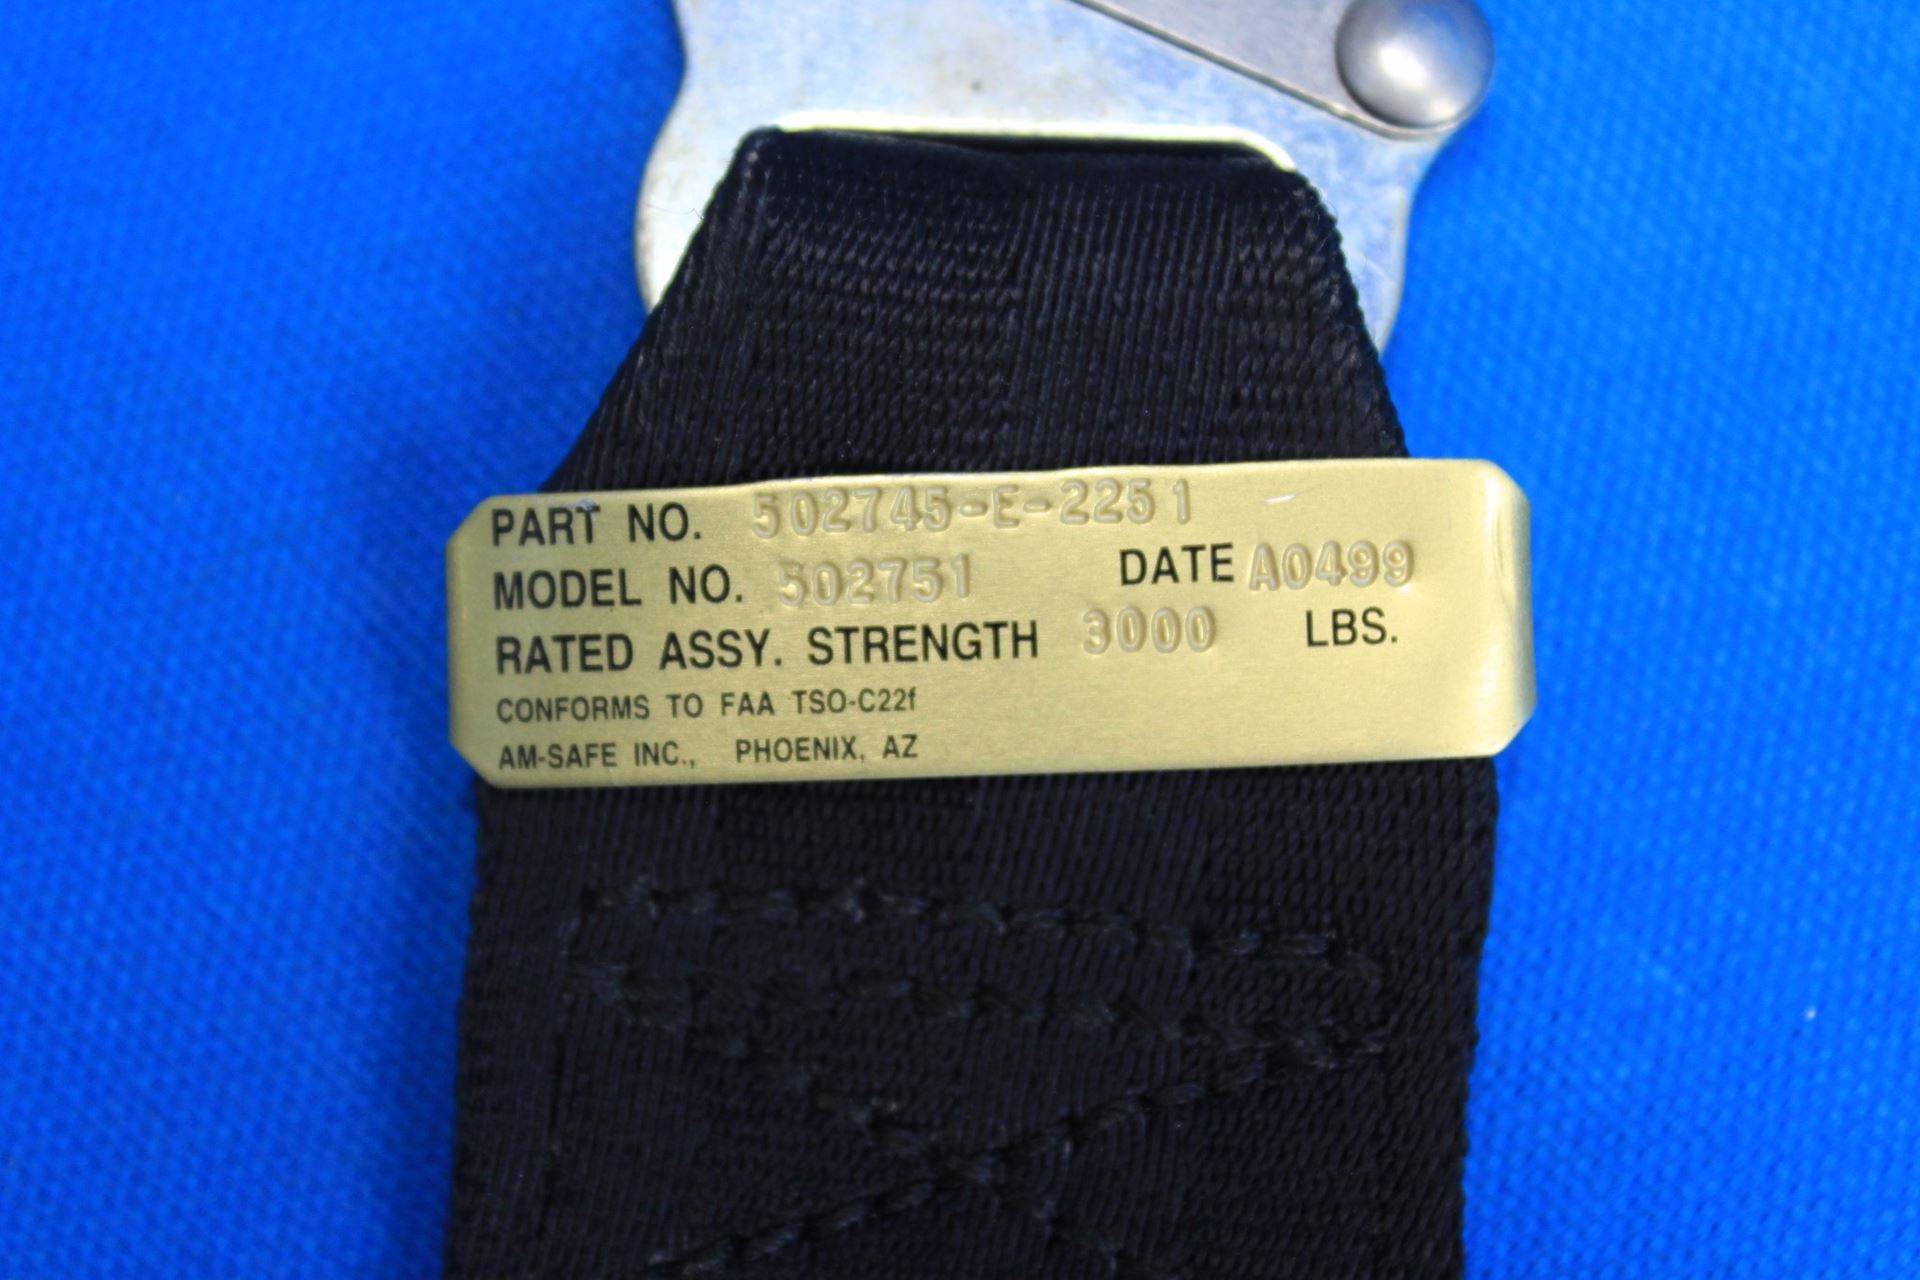 PART NO. 502745-E-2251
MODEL NO. 502751 DATE A0499
RATED ASSY. STRENGTH 3000 LBS.
CONFORMS TO FAA TSO-C22f
AM-SAFE INC., PHOENIX, AZ